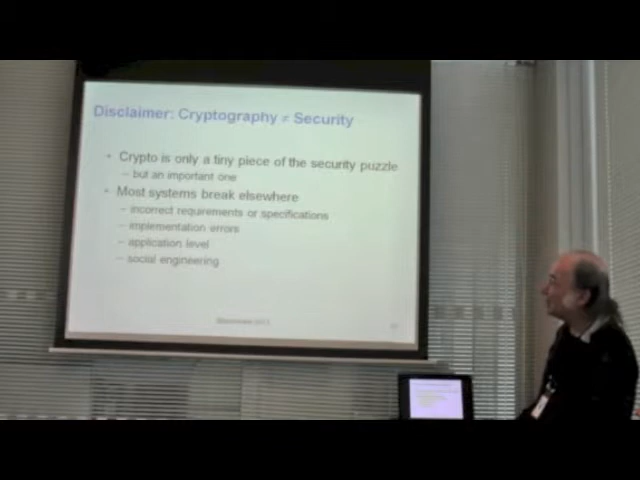 Disclaimer: Cryptography ≠ Security
• Crypto is only a tiny piece of the security puzzle
– but an important one
• Most systems break elsewhere
– incorrect requirements or specifications
– implementation errors
– application level
– social engineering